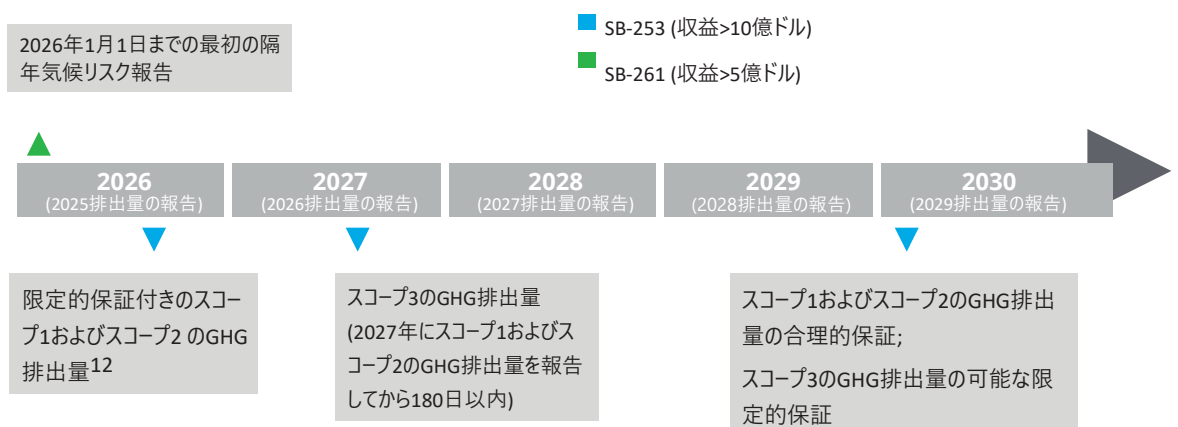 2026年1月1日までの最初の隔
年気候リスク報告
SB-253 (収益>10億ドル)
SB-261 (収益>5億ドル)
2026
(2025排出量の報告)
2027
(2026排出量の報告)
2028
(2027排出量の報告)
2029
(2028排出量の報告)
2030
(2029排出量の報告)
限定的保証付きのスコー
プ1およびスコープ2 のGHG
排出量12
スコープ3のGHG排出量
(2027年にスコープ1およびス
コープ2のGHG排出量を報告
してから180日以内)
スコープ1およびスコープ2のGHG排出
量の合理的保証;
スコープ3のGHG排出量の可能な限
定的保証